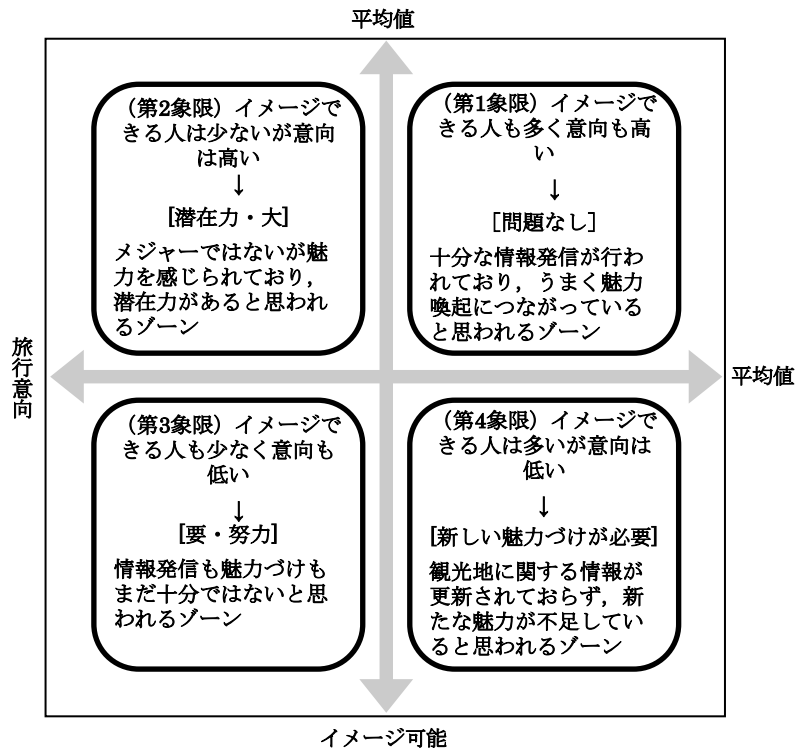 平均値
（第2象限）イメージで
きる人は少ないが意向
は高い
↓
[潜在力・大]
メジャーではないが魅
力を感じられており，
潜在力があると思われ
るゾーン
（第1象限）イメージで
きる人も多く意向も高
い
↓
［問題なし］
十分な情報発信が行わ
れており，うまく魅力
喚起につながっている
と思われるゾーン
旅行意向
平均値
（第3象限）イメージで
きる人も少なく意向も
低い
↓
[要・努力]
情報発信も魅力づけも
まだ十分ではないと思
われるゾーン
（第4象限）イメージで
きる人は多いが意向は
低い
↓
[新しい魅力づけが必要]
観光地に関する情報が
更新されておらず，新
たな魅力が不足してい
ると思われるゾーン
イメージ可能